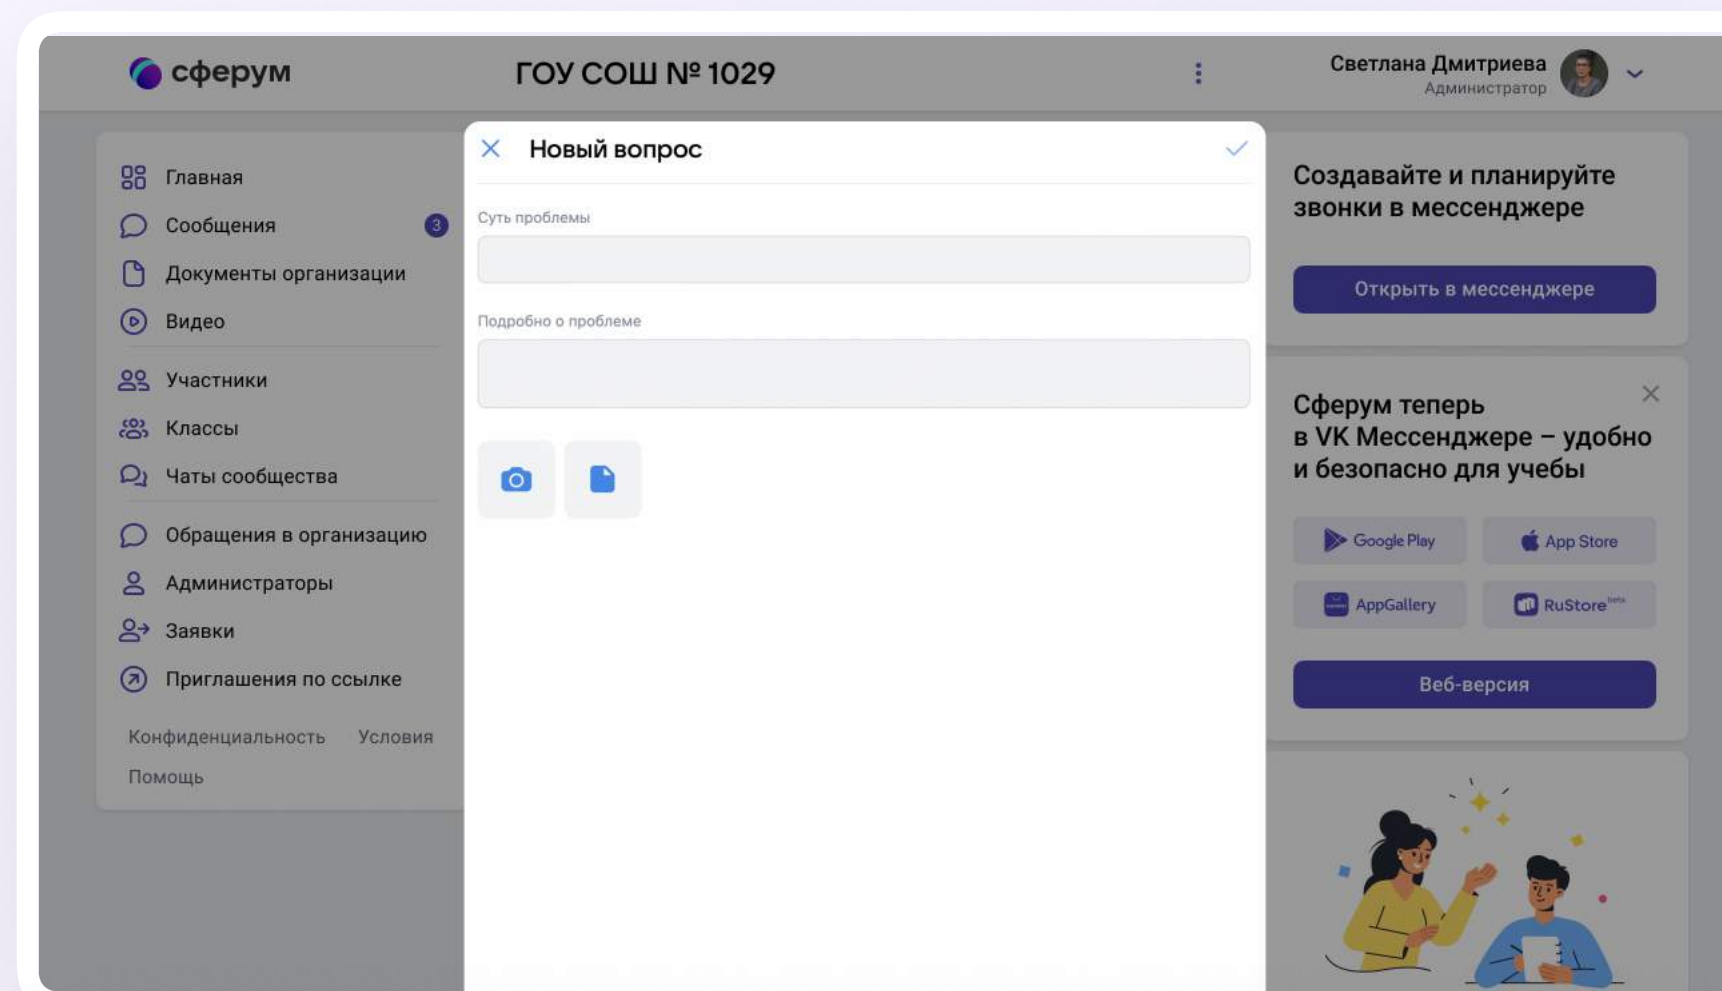 сферум
ГОУ СОШ № 1029
Светлана Дмитриева
Администратор
Главная
Сообщения
3
Документы организации
Видео
Участники
Классы
Чаты сообщества
Обращения в организацию
Администраторы
Заявки
Приглашения по ссылке
Конфиденциальность Условия
Помощь
Новый вопрос
Суть проблемы
Подробно о проблеме
Создавайте и планируйте
звонки в мессенджере
Открыть в мессенджере
Сферум теперь
в VK Мессенджере – удобно
и безопасно для учебы
Google Play
App Store
AppGallery
RuStore beta
Веб-версия